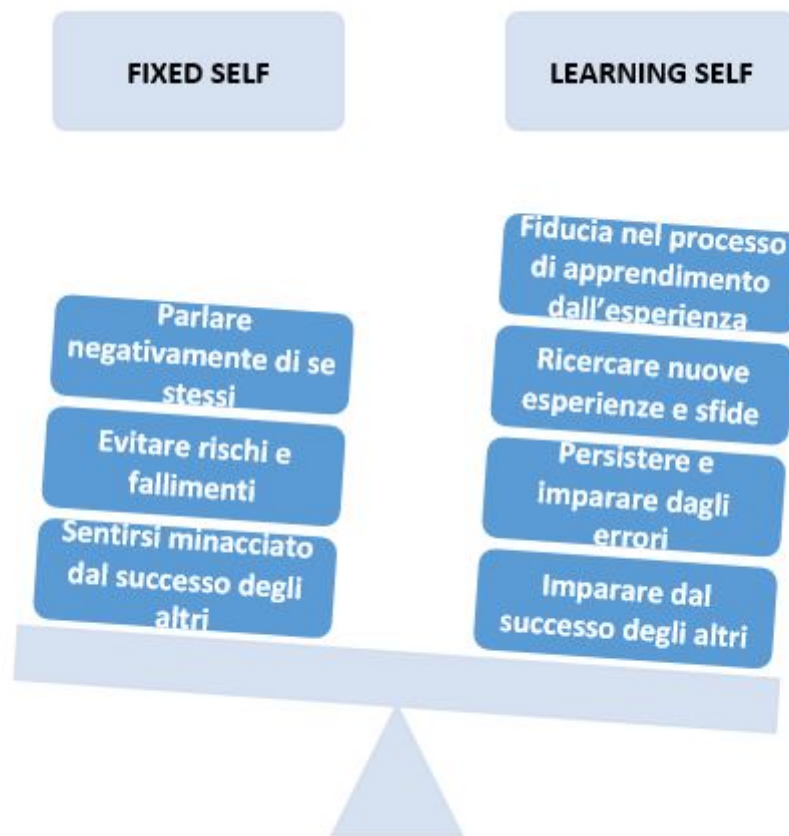 FIXED SELF
LEARNING SELF
Parlare
negativamente di se
stessi
Evitare rischi e
fallimenti
Sentirsi minacciato
dal successo degli
altri
Fiducia nel processo
di apprendimento
dall'esperienza
Ricercare nuove
esperienze e sfide
Persistere e
imparare dagli
errori
Imparare dal
successo degli altri